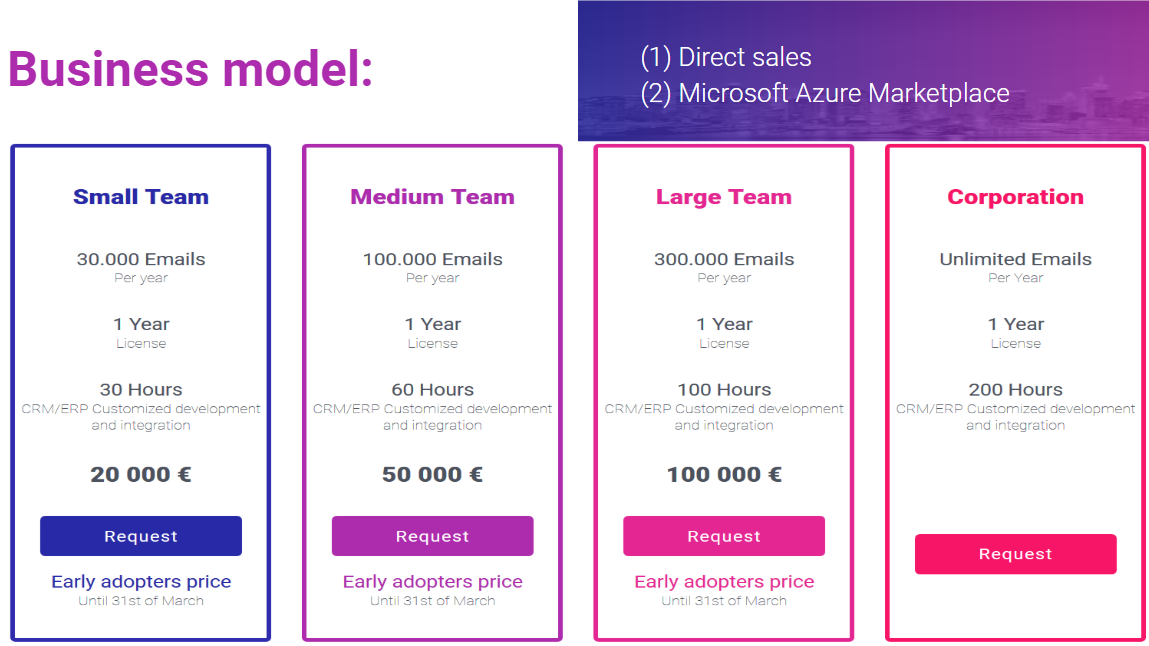 Business model:
(1) Direct sales
(2) Microsoft Azure Marketplace
Small Team
30.000 Emails
Per year
1 Year
License
30 Hours
CRM/ERP Customized development
and integration
20 000 €
Request
Early adopters price
Until 31st of March
Medium Team
100.000 Emails
Per year
1 Year
License
60 Hours
CRM/ERP Customized development
and integration
50 000 €
Request
Early adopters price
Until 31st of March
Large Team
300.000 Emails
Per year
1 Year
License
100 Hours
CRM/ERP Customized development
and integration
100 000 €
Request
Early adopters price
Until 31st of March
Corporation
Unlimited Emails
Per Year
1 Year
License
200 Hours
CRM/ERP Customized development
and integration
Request